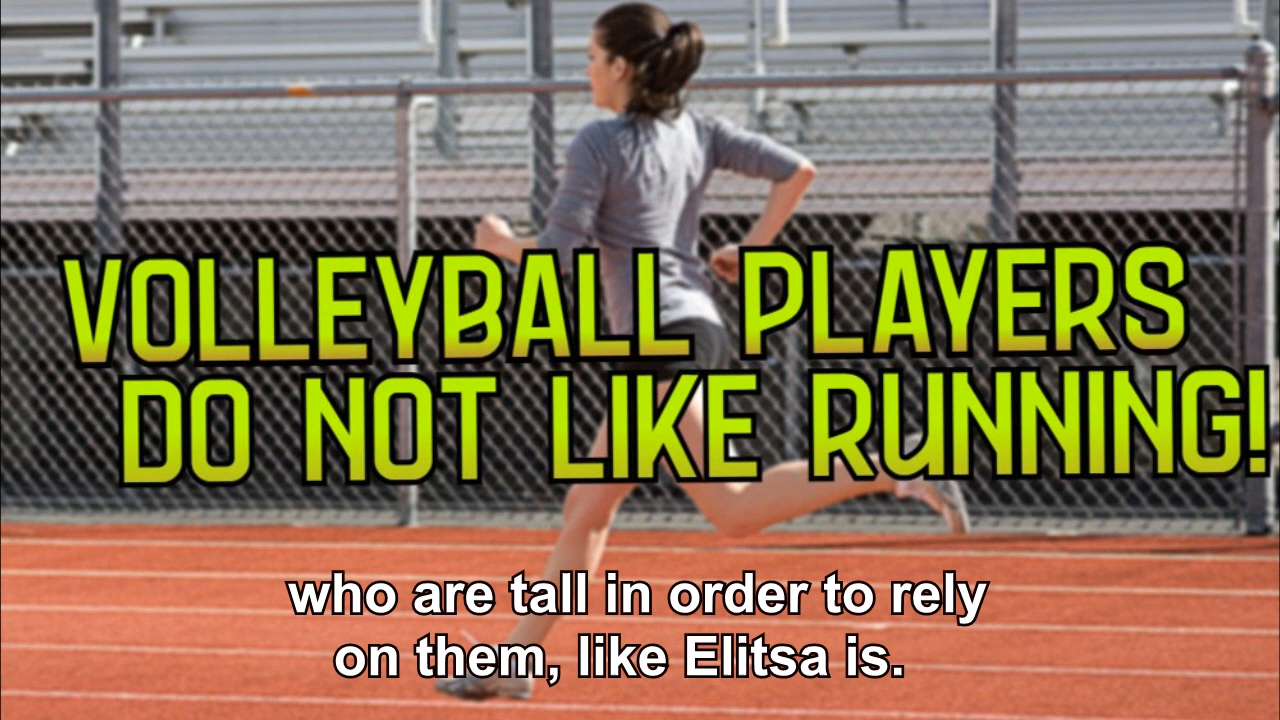 VOLLEYBALL PLAYERS
DO NOT LIKE RUNNING!
who are tall in order to rely
on them, like Elitsa is.